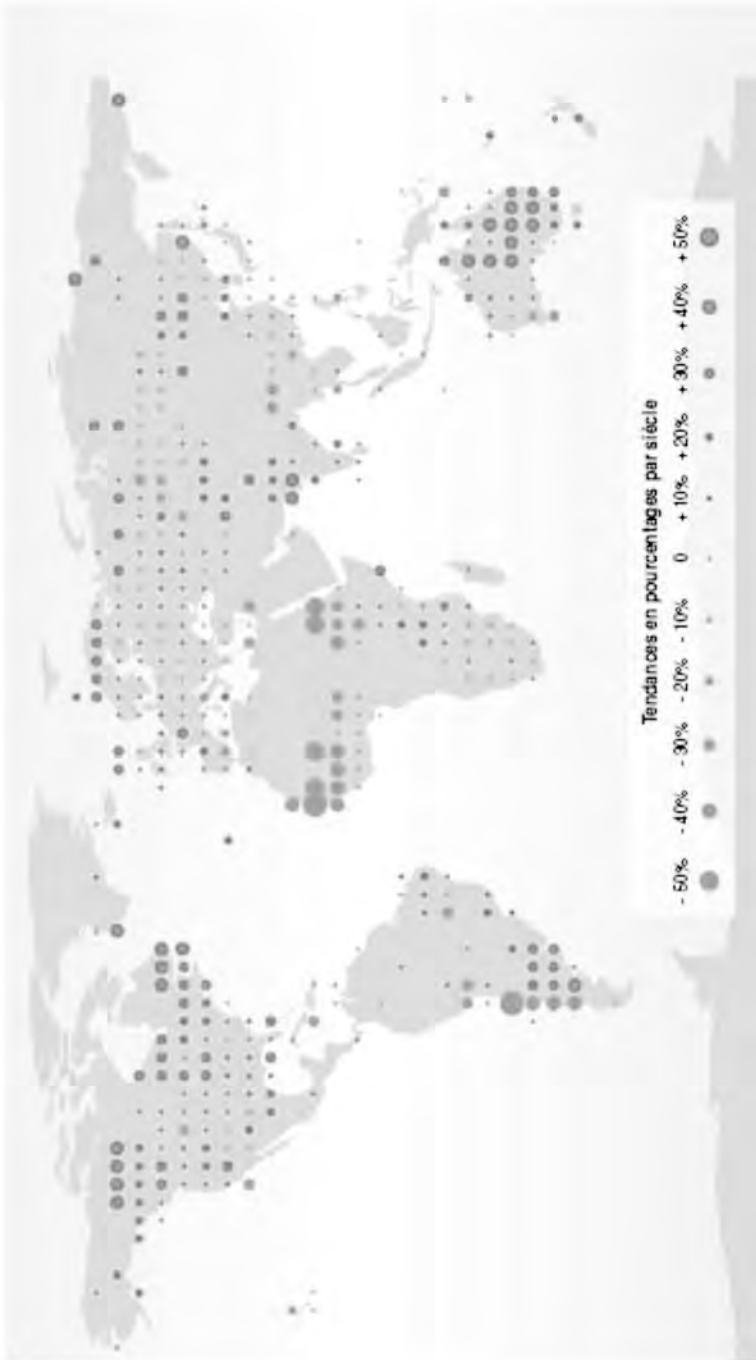 Tendances en pourcentages par siècle
- 50% - 40% - 30% - 20% - 10% 0 + 10% + 20% + 30% + 40% + 50%